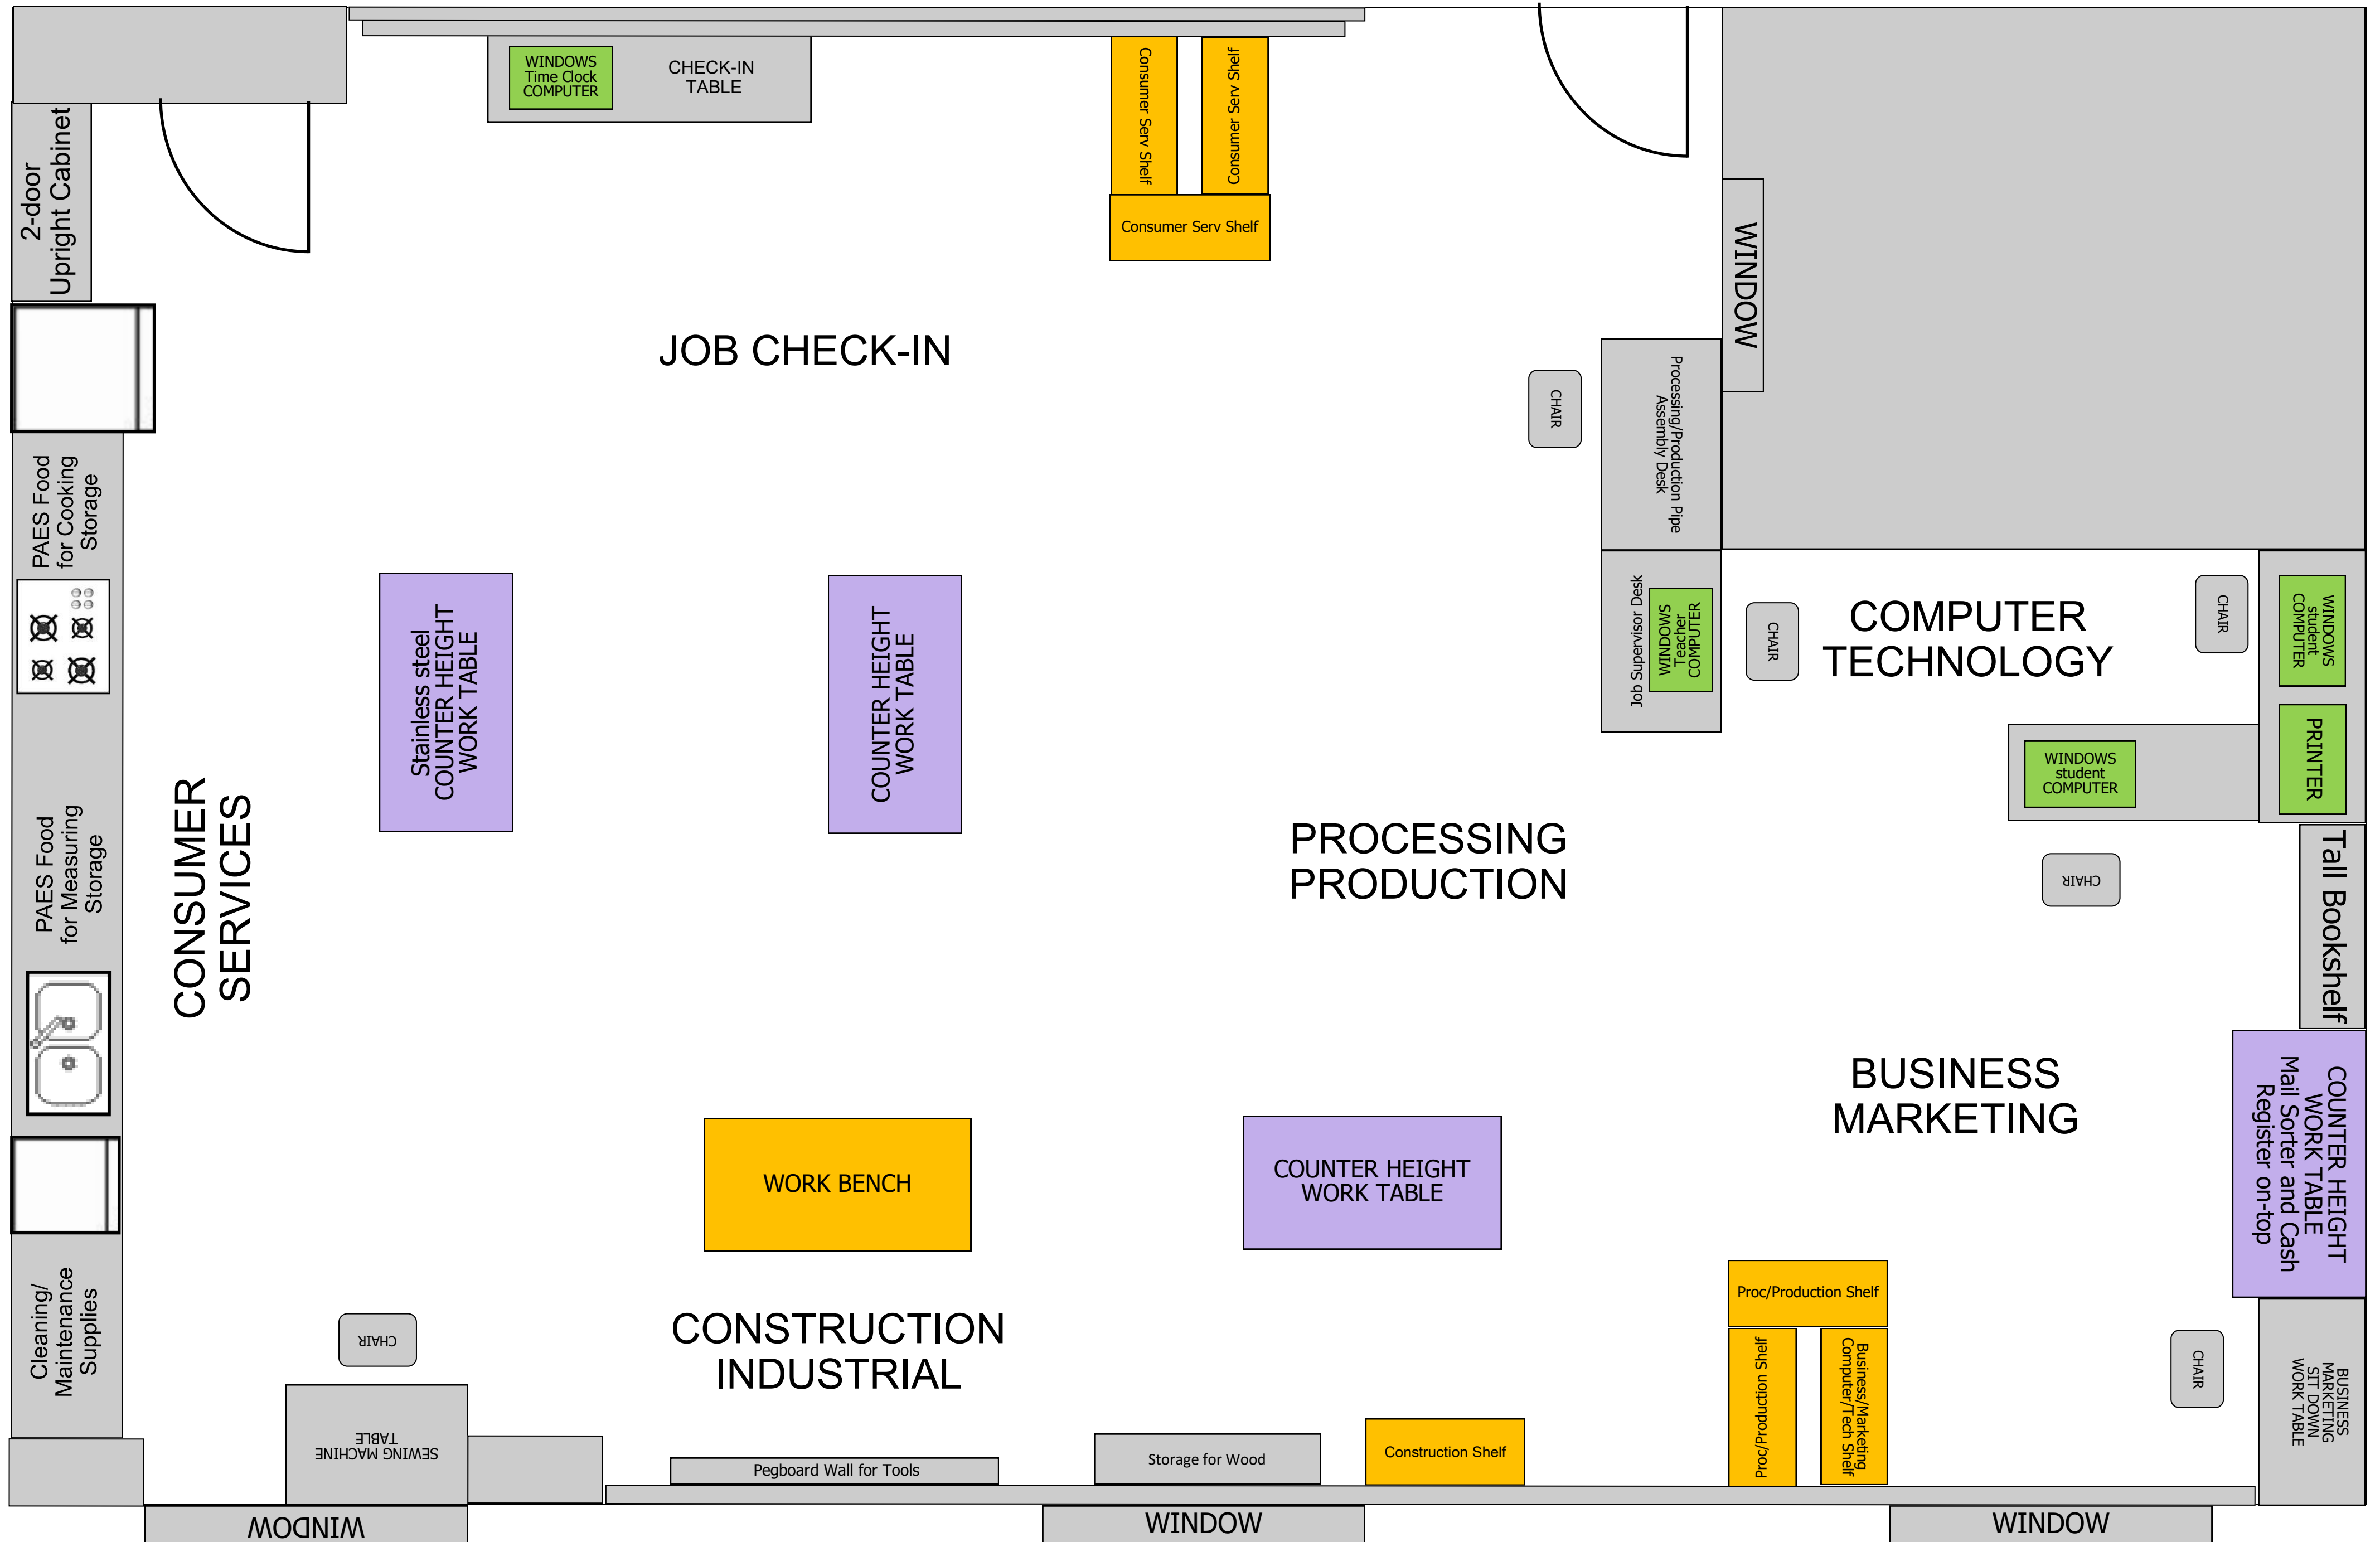 WINDOWS
Time Clock
COMPUTER
CHECK-IN
TABLE
Consumer Serv Shelf
Consumer Serv Shelf
Consumer Serv Shelf
2-door
Upright Cabinet
WINDOW
JOB CHECK-IN
CHAIR
Processing/Production Pipe
Assembly Desk
PAES Food
for Cooking
Storage
Stainless steel
COUNTER HEIGHT
WORK TABLE
COUNTER HEIGHT
WORK TABLE
Job Supervisor Desk
WINDOWS
Teacher
COMPUTER
CHAIR
COMPUTER
TECHNOLOGY
CHAIR
WINDOWS
student
COMPUTER
WINDOWS
student
COMPUTER
PRINTER
PAES Food
for Measuring
Storage
CONSUMER
SERVICES
PROCESSING
PRODUCTION
CHAIR
Tall Bookshelf
BUSINESS
MARKETING
COUNTER HEIGHT
WORK TABLE
Mail Sorter and Cash
Register on-top
WORK BENCH
COUNTER HEIGHT
WORK TABLE
Cleaning/
Maintenance
Supplies
CHAIR
CONSTRUCTION
INDUSTRIAL
Proc/Production Shelf
Proc/Production Shelf
Business/Marketing
Computer/Tech Shelf
CHAIR
BUSINESS
MARKETING
SIT DOWN
WORK TABLE
SEWING MACHINE
TABLE
Pegboard Wall for Tools
Storage for Wood
Construction Shelf
WINDOW
WINDOW
WINDOW